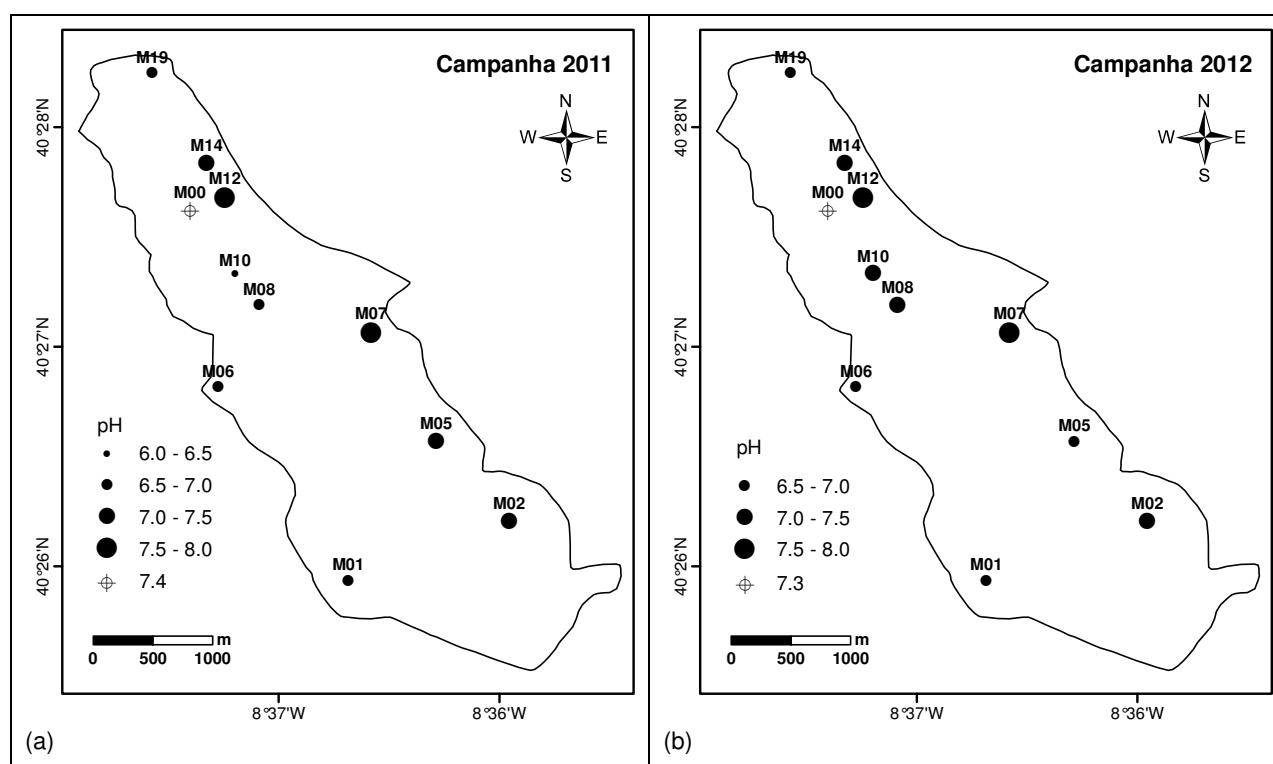 Campanha 2011
N
W E
S
40°28'N
40°27'N
40°26'N
M19
M14
M12
M00
M10
M08
M07
M06
M05
M02
M01
pH
6.0 - 6.5
6.5 - 7.0
7.0 - 7.5
7.5 - 8.0
7.4
m
0 500 1000
8°37'W 8°36'W
(a)
Campanha 2012
N
W E
S
40°28'N
40°27'N
40°26'N
M19
M14
M12
M00
M10
M08
M07
M06
M05
M02
M01
pH
6.5 - 7.0
7.0 - 7.5
7.5 - 8.0
7.3
m
0 500 1000
8°37'W 8°36'W
(b)